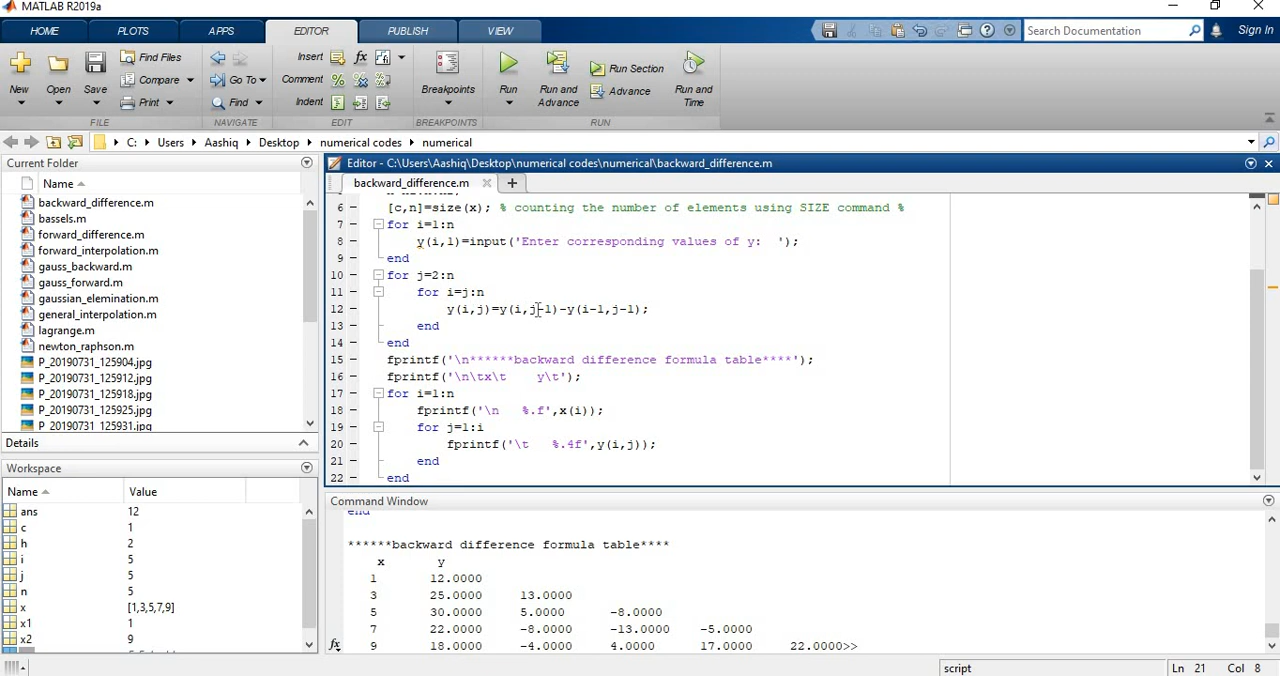 MATLAB R2019a
HOME PLOTS APPS EDITOR PUBLISH VIEW Search Documentation Sign In
New Open Save Find Files Compare Print Go To Find Insert fx Comment Indent Breakpoints Run Run and Advance Run Section Advance Run and Time
FILE NAVIGATE EDIT BREAKPOINTS RUN
C: Users Aashiq Desktop numerical codes numerical
Current Folder
Name
backward_difference.m
bassels.m
forward_difference.m
forward_interpolation.m
gauss_backward.m
gauss_forward.m
gaussian_elemination.m
general_interpolation.m
lagrange.m
newton_raphson.m
P_20190731_125904.jpg
P_20190731_125912.jpg
P_20190731_125918.jpg
P_20190731_125925.jpg
P_20190731_125931.jpg
Details
Workspace
Name Value
ans 12
c 1
h 2
i 5
j 5
n 5
x [1,3,5,7,9]
x1 1
x2 9
Editor - C:\Users\Aashiq\Desktop\numerical codes\numerical\backward_difference.m
backward_difference.m
6 [c,n]=size(x); % counting the number of elements using SIZE command %
7 for i=1:n
8 y(i,1)=input('Enter corresponding values of y:  ');
9 end
10 for j=2:n
11 for i=j:n
12 y(i,j)=y(i,j-1)-y(i-1,j-1);
13 end
14 end
15 fprintf('\n******backward difference formula table****');
16 fprintf('\n\tx\t    y\t');
17 for i=1:n
18 fprintf('\n   %.f',x(i));
19 for j=1:i
20 fprintf('\t   %.4f',y(i,j));
21 end
22 end
Command Window
end
******backward difference formula table****
x y
1 12.0000
3 25.0000 13.0000
5 30.0000 5.0000 -8.0000
7 22.0000 -8.0000 -13.0000 -5.0000
fx 9 18.0000 -4.0000 4.0000 17.0000 22.0000>>
script Ln 21 Col 8